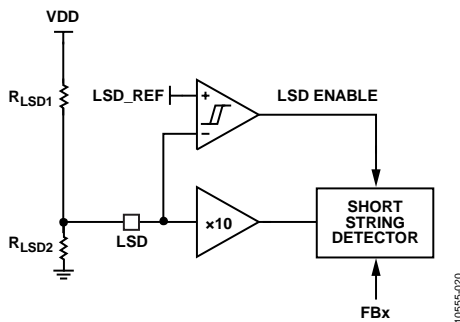 VDD
RLSD1
LSD_REF
+
−
LSD ENABLE
RLSD2
LSD
×10
SHORT
STRING
DETECTOR
FBx
10555-020